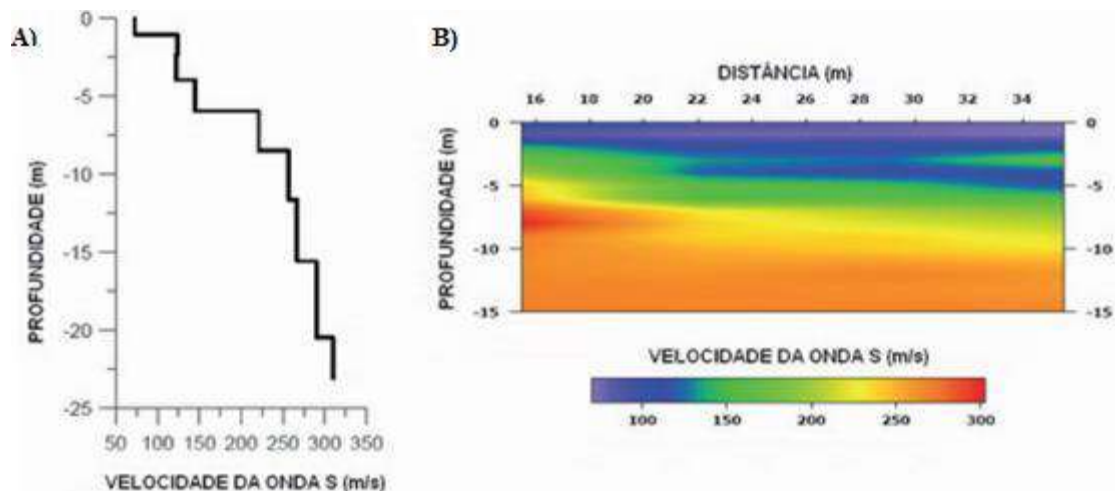 A)
0
-5
-10
-15
-20
-25
PROFUNDIDADE (m)
50 100 150 200 250 300 350
VELOCIDADE DA ONDA S (m/s)
B)
DISTÂNCIA (m)
16 18 20 21 22 24 26 28 30 32 34
0 0
-5 -5
-10 -10
-15 -15
PROFUNDIDADE (m)
VELOCIDADE DA ONDA S (m/s)
100 150 200 250 300